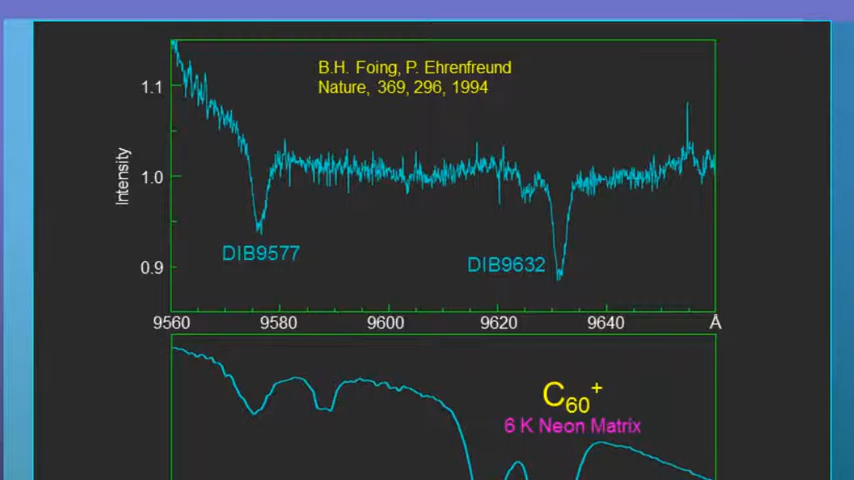 B.H. Foing, P. Ehrenfreund
Nature, 369, 296, 1994
1.1
Intensity
1.0
0.9
DIB9577
DIB9632
9560 9580 9600 9620 9640 Å
C₆₀⁺
6 K Neon Matrix